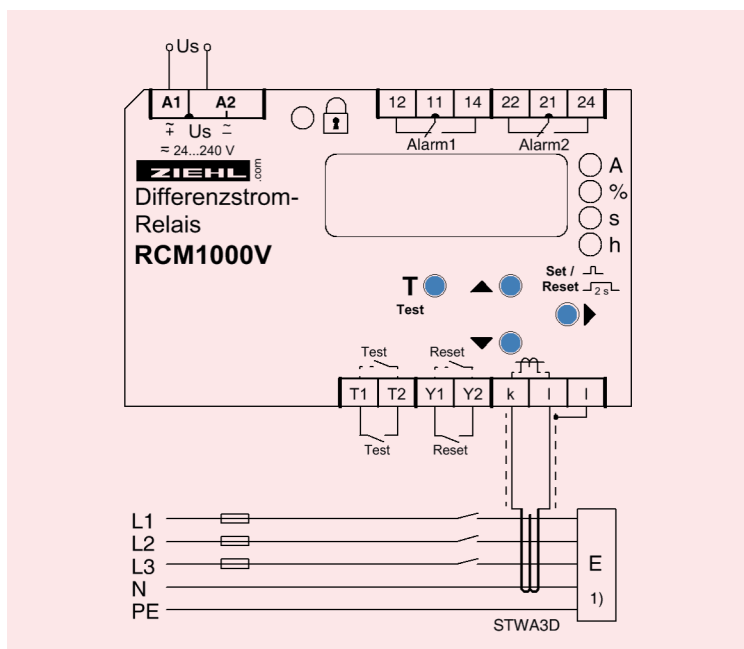 Us
A1 A2
12 11 14 22 21 24
~
+ Us ~
-
≈ 24...240 V
Alarm1 Alarm2
ZIEHL.com
A
%
s
h
Differenzstrom-
Relais
RCM1000V
T
Test
Set /
Reset 2 s
Test Reset
T1 T2 Y1 Y2 k l l
Test Reset
L1
L2
L3
N
PE
E
1)
STWA3D